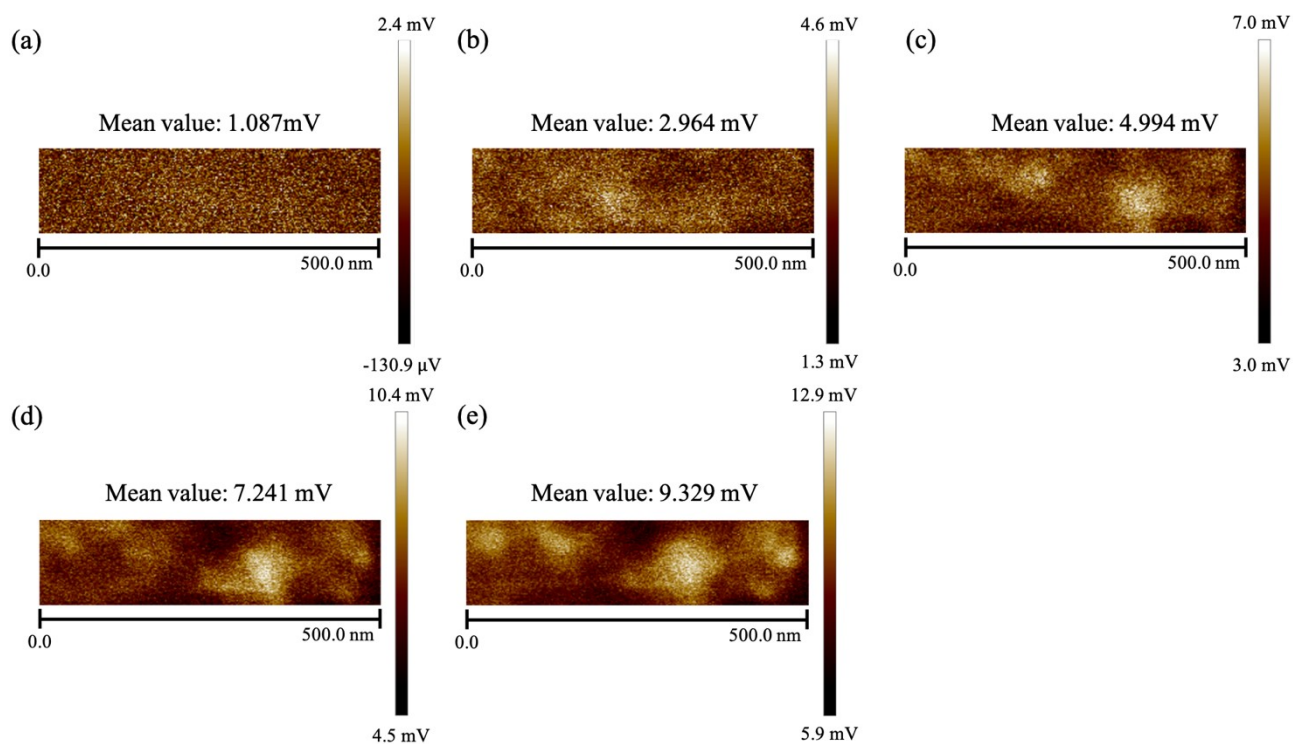 (a)
2.4 mV
Mean value: 1.087mV
0.0
500.0 nm
-130.9 μV
(b)
4.6 mV
Mean value: 2.964 mV
0.0
500.0 nm
1.3 mV
(c)
7.0 mV
Mean value: 4.994 mV
0.0
500.0 nm
3.0 mV
(d)
10.4 mV
Mean value: 7.241 mV
0.0
500.0 nm
4.5 mV
(e)
12.9 mV
Mean value: 9.329 mV
0.0
500.0 nm
5.9 mV